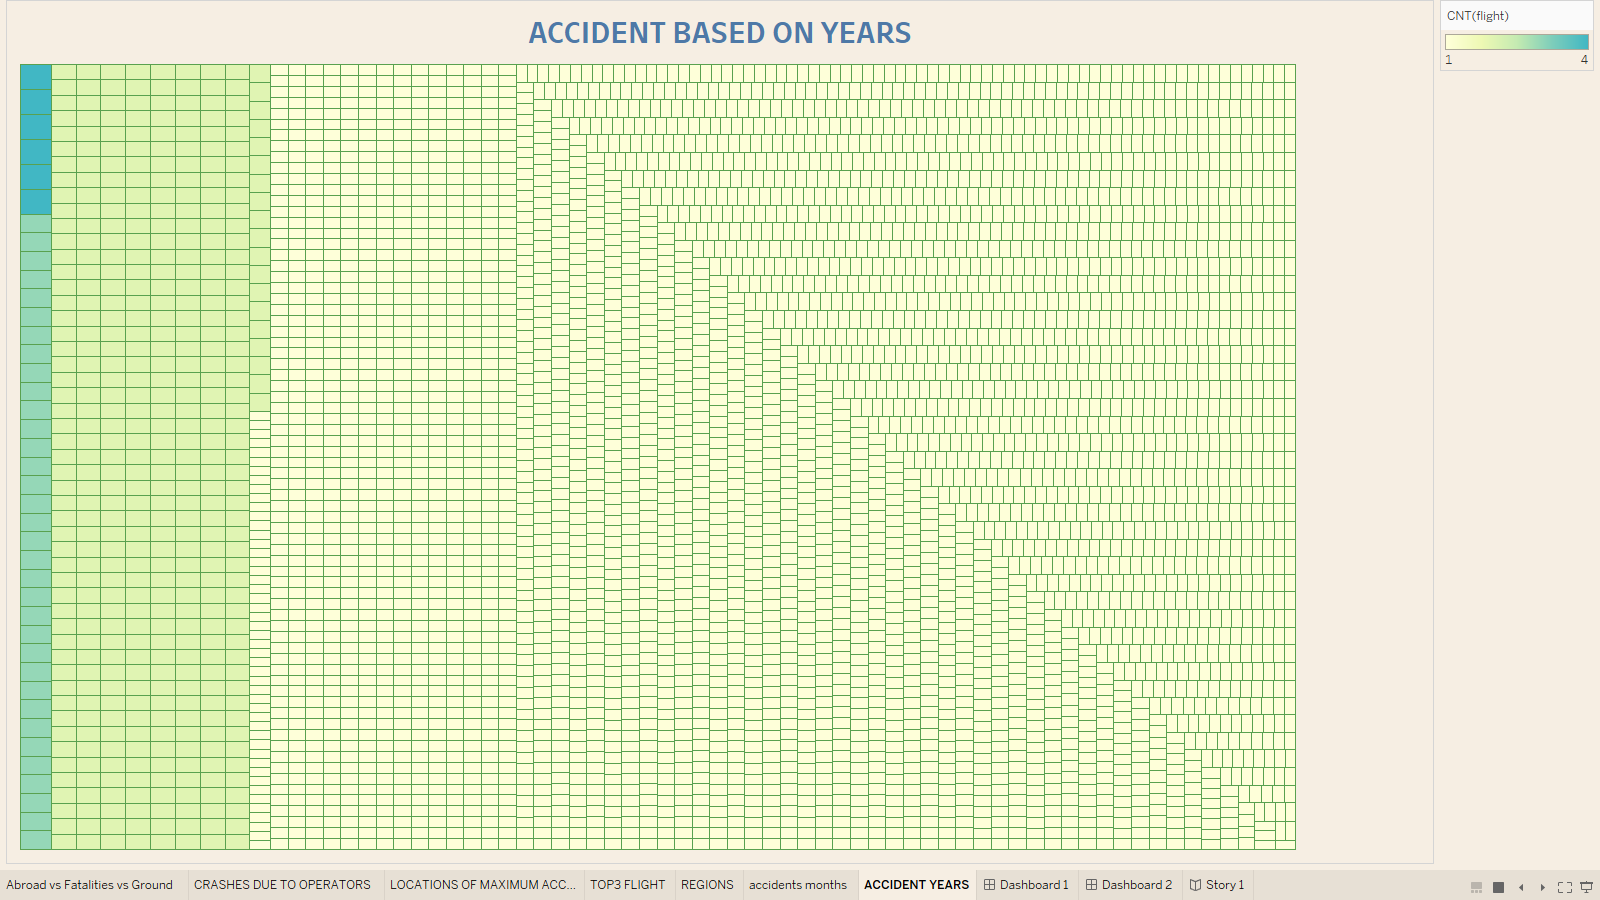 ACCIDENT BASED ON YEARS
CNT(flight)
1 4
Abroad vs Fatalities vs Ground CRASHES DUE TO OPERATORS LOCATIONS OF MAXIMUM ACC... TOP3 FLIGHT REGIONS accidents months ACCIDENT YEARS Dashboard 1 Dashboard 2 Story 1